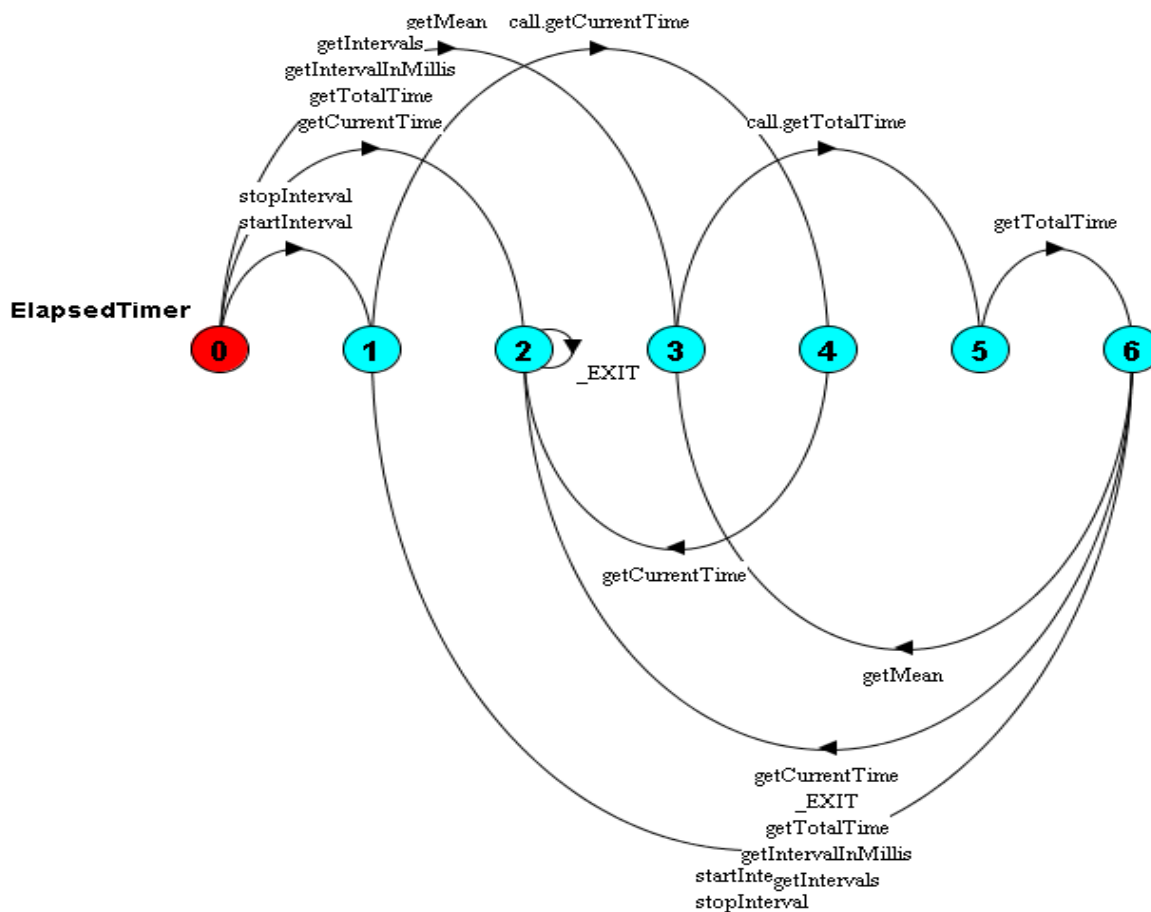 getMean
call.getCurrentTime
getIntervals
getIntervalInMillis
getTotalTime
getCurrentTime
call.getTotalTime
stopInterval
startInterval
getTotalTime
ElapsedTimer
0 1 2 3 4 5 6
_EXIT
getCurrentTime
getMean
getCurrentTime
_EXIT
getTotalTime
getIntervalInMillis
startInte
getIntervals
stopInterval